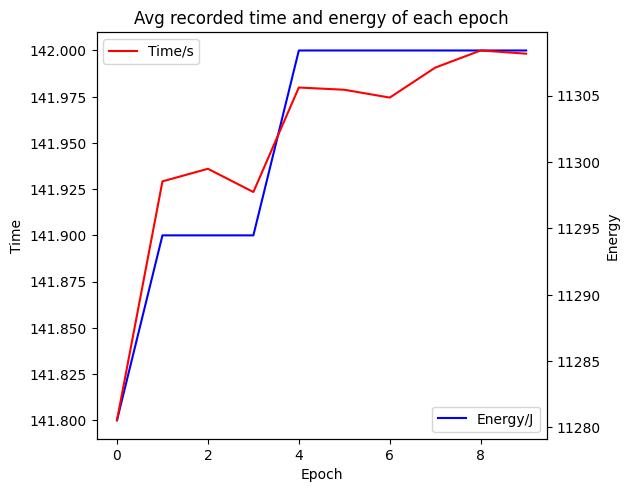 Avg recorded time and energy of each epoch
Time/s
142.000
141.975
141.950
141.925
141.900
141.875
141.850
141.825
141.800
Time
11305
11300
11295
11290
11285
11280
Energy
Energy/J
0 2 4 6 8
Epoch